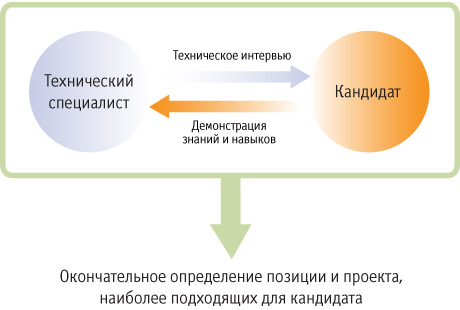 Техническое интервью
Технический
специалист
Кандидат
Демонстрация
знаний и навыков
Окончательное определение позиции и проекта,
наиболее подходящих для кандидата